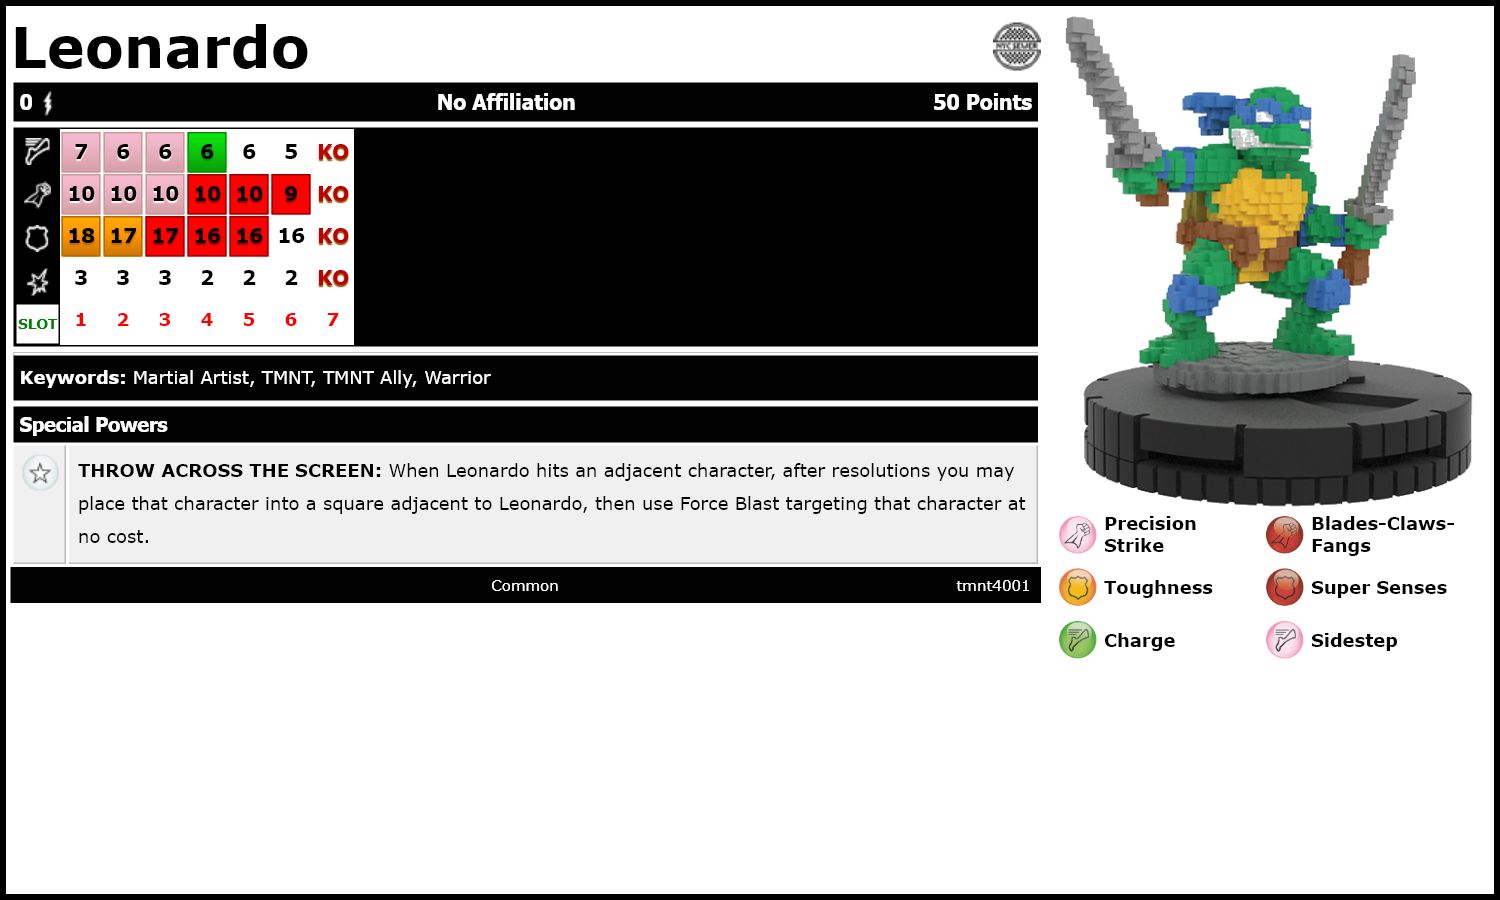 Leonardo
NYC SEWER
0 No Affiliation 50 Points
7 6 6 6 6 5 KO
10 10 10 10 10 9 KO
18 17 17 16 16 16 KO
3 3 3 2 2 2 KO
SLOT 1 2 3 4 5 6 7
Keywords: Martial Artist, TMNT, TMNT Ally, Warrior
Special Powers
THROW ACROSS THE SCREEN: When Leonardo hits an adjacent character, after resolutions you may
place that character into a square adjacent to Leonardo, then use Force Blast targeting that character at
no cost.
Common tmnt4001
Precision
Strike
Blades-Claws-
Fangs
Toughness
Super Senses
Charge
Sidestep